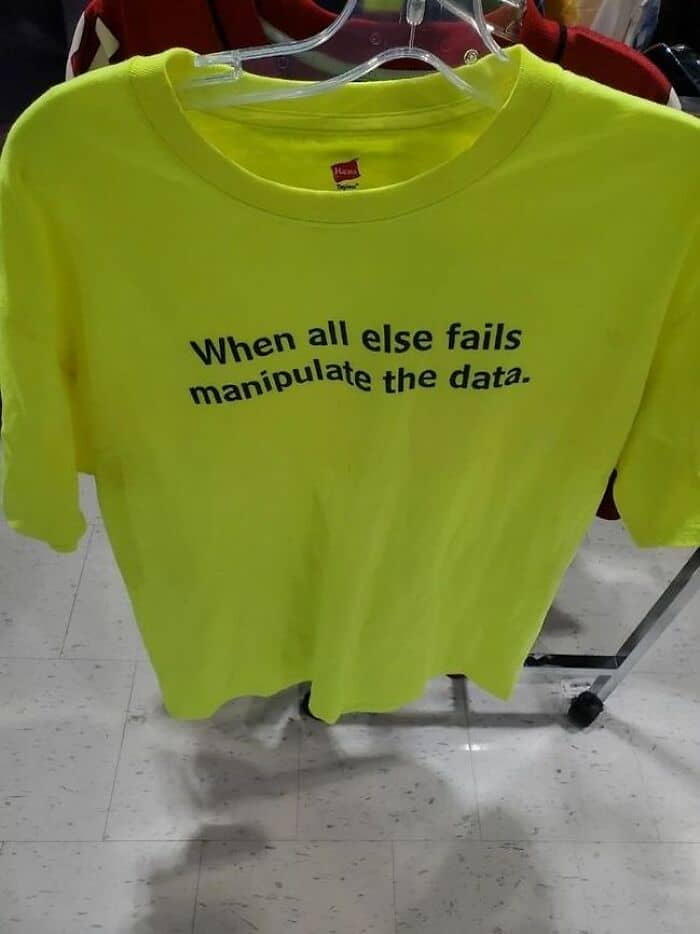 Hanes
When all else fails
manipulate the data.